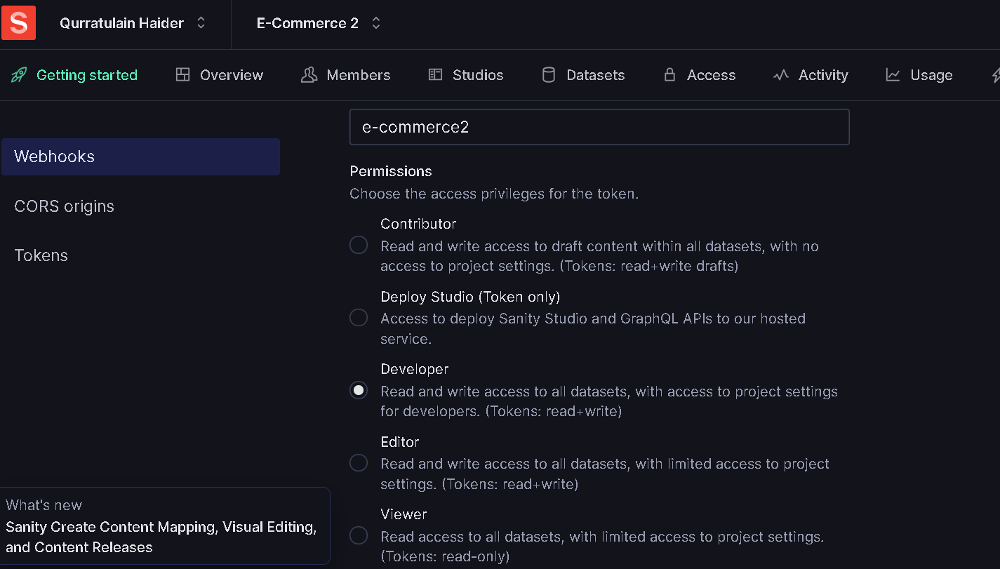 S
Qurratulain Haider
E-Commerce 2
Getting started
Overview
Members
Studios
Datasets
Access
Activity
Usage
Webhooks
CORS origins
Tokens
e-commerce2
Permissions
Choose the access privileges for the token.
Contributor
Read and write access to draft content within all datasets, with no
access to project settings. (Tokens: read+write drafts)
Deploy Studio (Token only)
Access to deploy Sanity Studio and GraphQL APIs to our hosted
service.
Developer
Read and write access to all datasets, with access to project settings
for developers. (Tokens: read+write)
Editor
Read and write access to all datasets, with limited access to project
settings. (Tokens: read+write)
Viewer
Read access to all datasets, with limited access to project settings.
(Tokens: read-only)
What's new
Sanity Create Content Mapping, Visual Editing,
and Content Releases